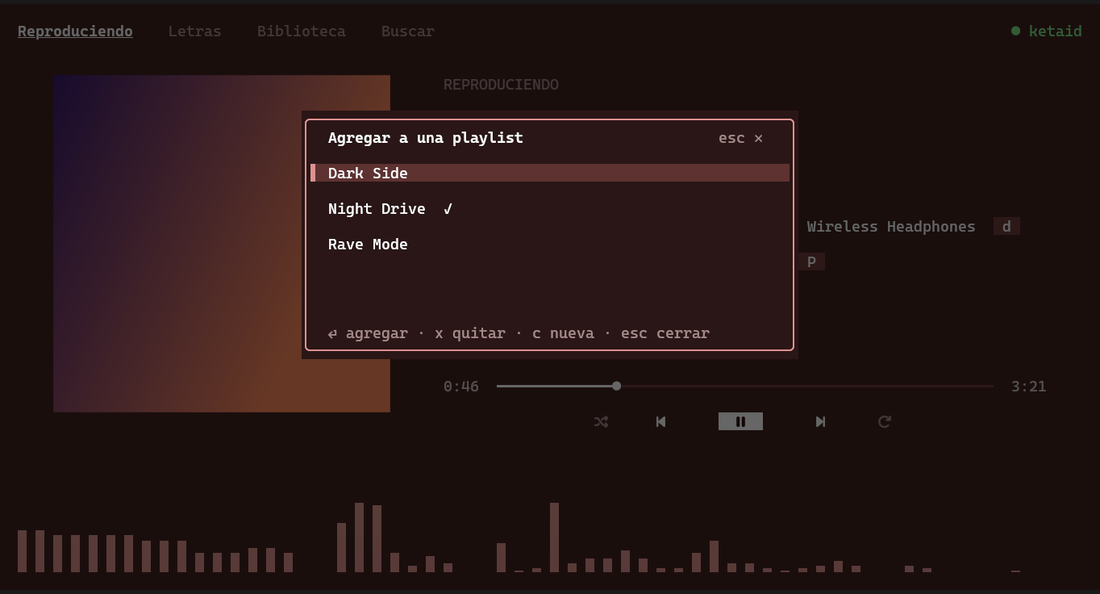 Reproduciendo Letras Biblioteca Buscar ketaid
REPRODUCIENDO
Agregar a una playlist esc ×
Dark Side
Night Drive ✓
Rave Mode
↵ agregar · x quitar · c nueva · esc cerrar
Wireless Headphones d
P
0:46 3:21